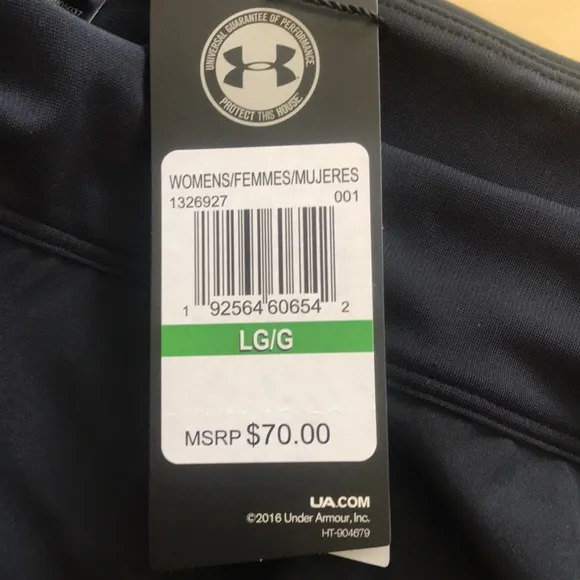 UNIVERSAL GUARANTEE OF PERFORMANCE
PROTECT THIS HOUSE
WOMENS/FEMMES/MUJERES
1326927 001
1 92564 60654 2
LG/G
MSRP $70.00
UA.COM
©2016 Under Armour, Inc.
HT-904679